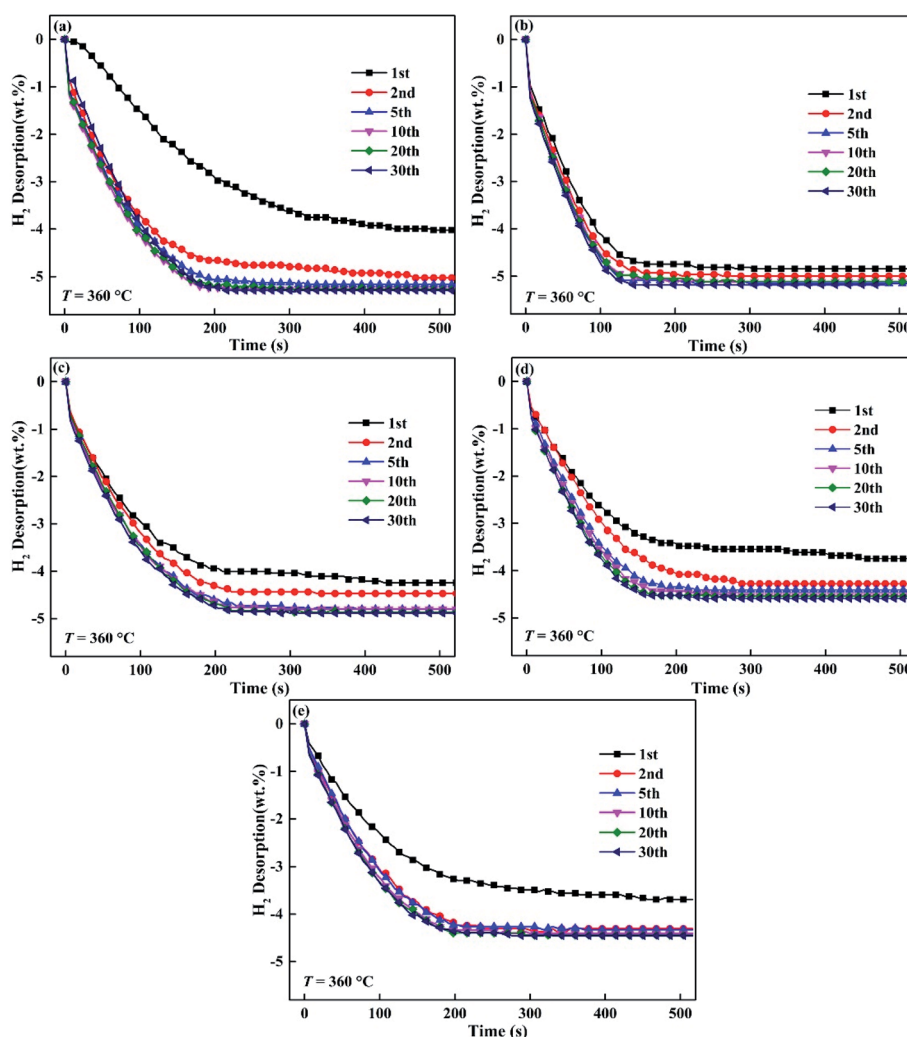 (a)
0
-1
-2
-3
-4
-5
H2 Desorption(wt.%)
1st
2nd
5th
10th
20th
30th
T = 360 °C
0 100 200 300 400 500
Time (s)
(b)
0
-1
-2
-3
-4
-5
H2 Desorption(wt.%)
1st
2nd
5th
10th
20th
30th
T = 360 °C
0 100 200 300 400 500
Time (s)
(c)
0
-1
-2
-3
-4
-5
H2 Desorption(wt.%)
1st
2nd
5th
10th
20th
30th
T = 360 °C
0 100 200 300 400 500
Time (s)
(d)
0
-1
-2
-3
-4
-5
H2 Desorption(wt.%)
1st
2nd
5th
10th
20th
30th
T = 360 °C
0 100 200 300 400 500
Time (s)
(e)
0
-1
-2
-3
-4
-5
H2 Desorption(wt.%)
1st
2nd
5th
10th
20th
30th
T = 360 °C
0 100 200 300 400 500
Time (s)